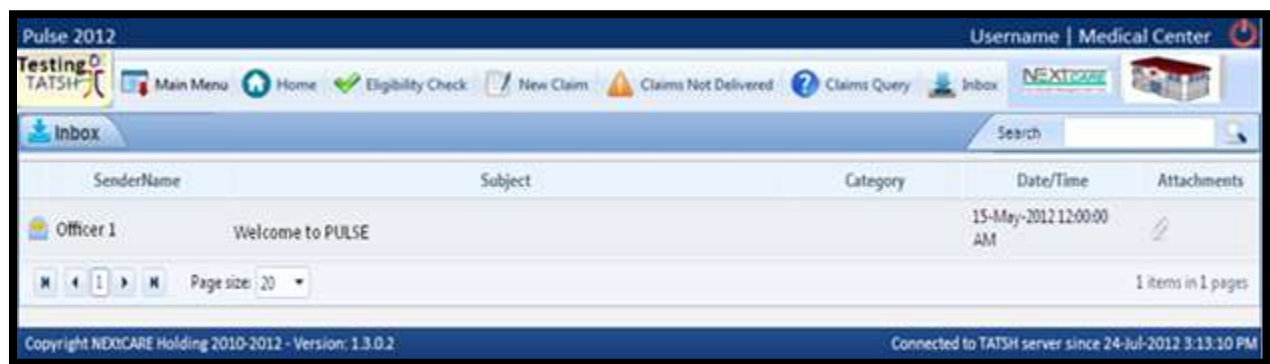 Pulse 2012
Username | Medical Center
Testing
TATSH
Main Menu
Home
Eligibility Check
New Claim
Claims Not Delivered
Claims Query
Inbox
NEXtCARE
Inbox
Search
SenderName
Subject
Category
Date/Time
Attachments
Officer 1
Welcome to PULSE
15-May-2012 12:00:00
AM
1
Page size: 20
1 items in 1 pages
Copyright NEXtCARE Holding 2010-2012 - Version: 1.3.0.2
Connected to TATSH server since 24-Jul-2012 3:13:10 PM